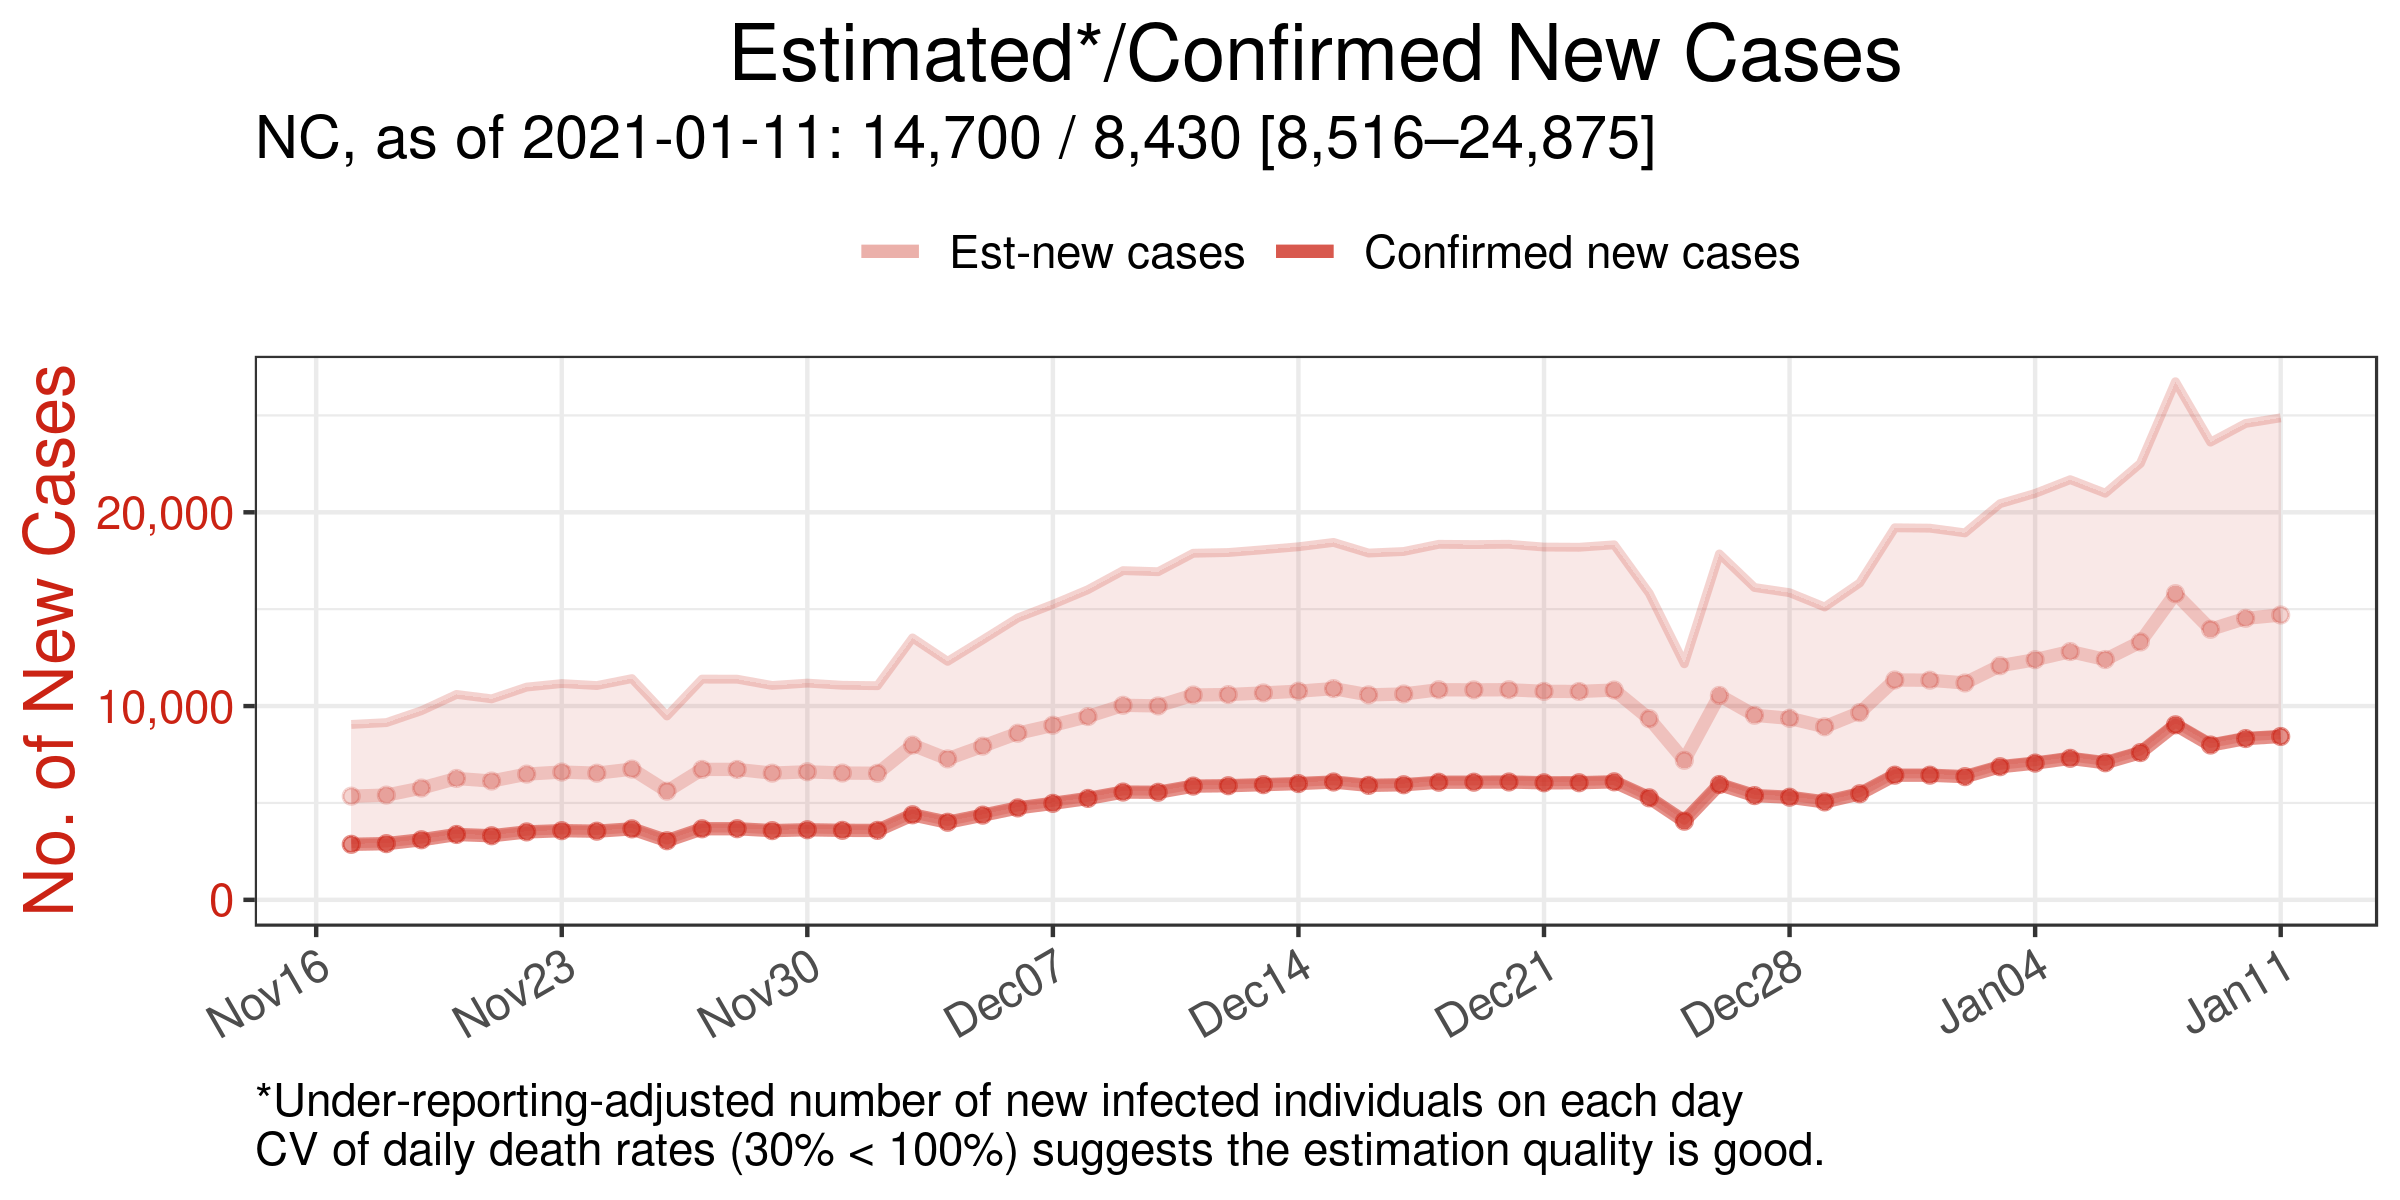 Estimated*/Confirmed New Cases
NC, as of 2021-01-11: 14,700 / 8,430 [8,516–24,875]
Est-new cases
Confirmed new cases
No. of New Cases
20,000
10,000
0
Nov16
Nov23
Nov30
Dec07
Dec14
Dec21
Dec28
Jan04
Jan11
*Under-reporting-adjusted number of new infected individuals on each day
CV of daily death rates (30% < 100%) suggests the estimation quality is good.